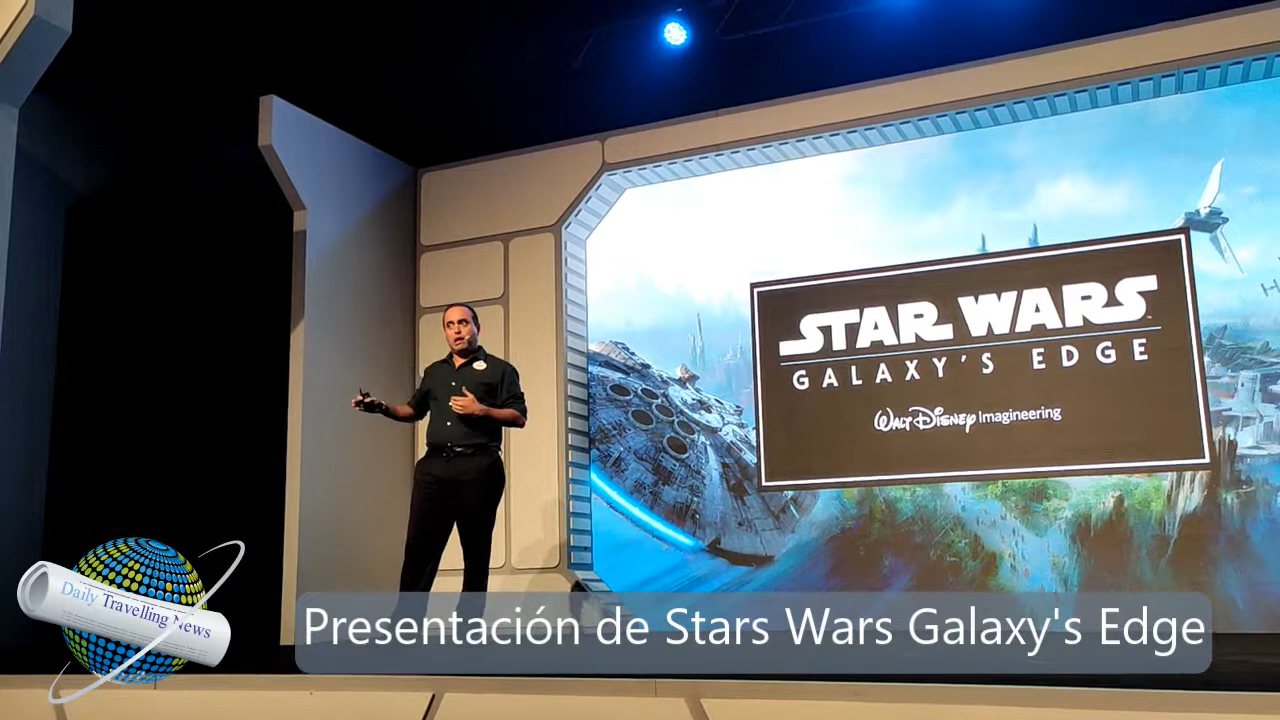 STAR WARS
GALAXY'S EDGE
WALT DISNEY Imagineering
Daily Travelling News
Presentación de Stars Wars Galaxy's Edge